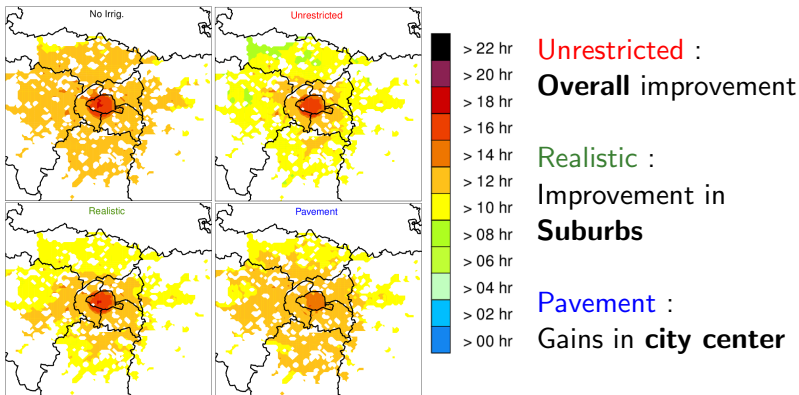 No Irrig.
Unrestricted
Realistic
Pavement
> 22 hr
> 20 hr
> 18 hr
> 16 hr
> 14 hr
> 12 hr
> 10 hr
> 08 hr
> 06 hr
> 04 hr
> 02 hr
> 00 hr
Unrestricted :
Overall improvement
Realistic :
Improvement in
Suburbs
Pavement :
Gains in city center